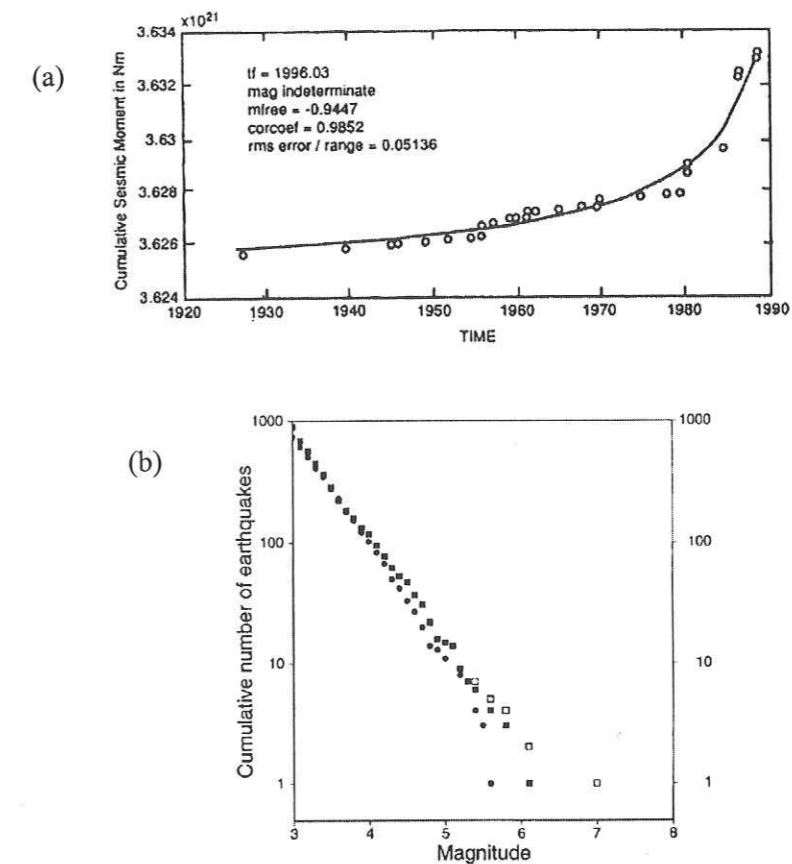 (a)
x10²¹
3.634
3.632
3.63
3.628
3.626
3.624
Cumulative Seismic Moment in Nm
tf = 1996.03
mag indeterminate
mfree = -0.9447
corcoef = 0.9852
rms error / range = 0.05136
1920 1930 1940 1950 1960 1970 1980 1990
TIME
(b)
Cumulative number of earthquakes
1000 1000
100 100
10 10
1 1
3 4 5 6 7 8
Magnitude